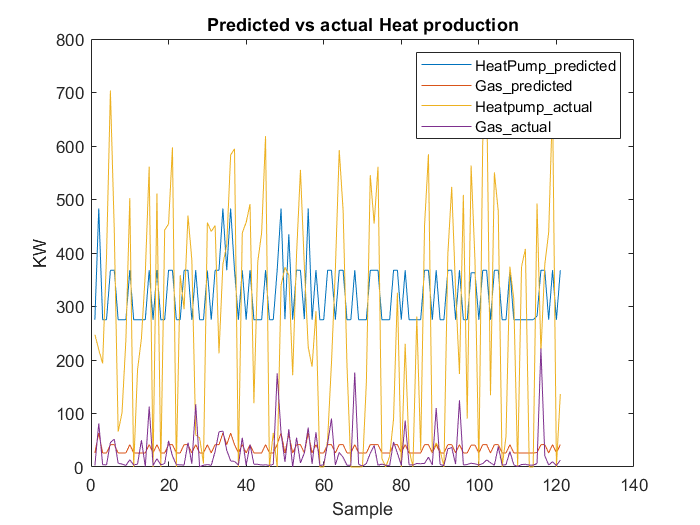 Predicted vs actual Heat production
800
700
600
500
400
300
200
100
0
KW
HeatPump_predicted
Gas_predicted
Heatpump_actual
Gas_actual
0 20 40 60 80 100 120 140
Sample